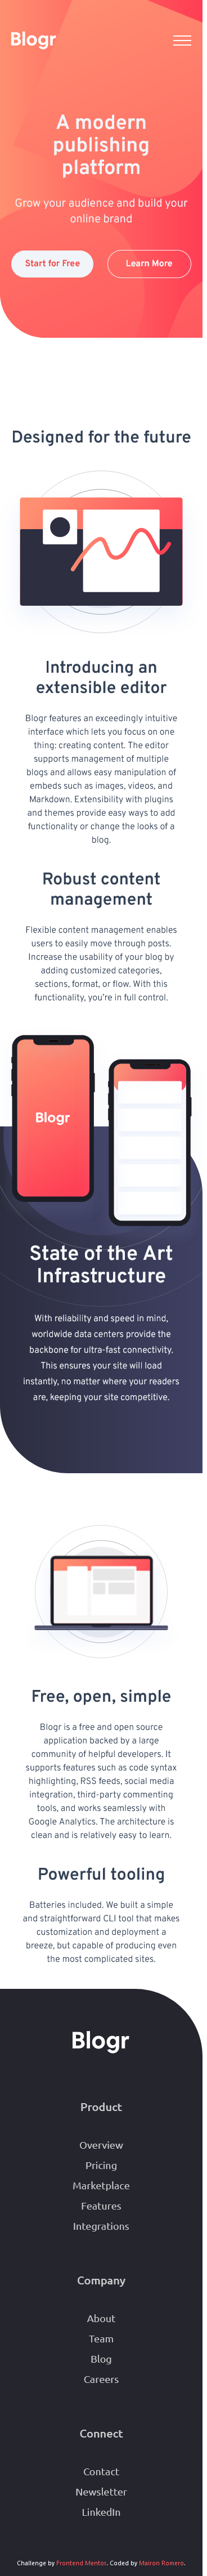 Blogr
A modern
publishing
platform
Grow your audience and build your
online brand
Start for Free
Learn More
Designed for the future
Introducing an
extensible editor
Blogr features an exceedingly intuitive
interface which lets you focus on one
thing: creating content. The editor
supports management of multiple
blogs and allows easy manipulation of
embeds such as images, videos, and
Markdown. Extensibility with plugins
and themes provide easy ways to add
functionality or change the looks of a
blog.
Robust content
management
Flexible content management enables
users to easily move through posts.
Increase the usability of your blog by
adding customized categories,
sections, format, or flow. With this
functionality, you're in full control.
Blogr
State of the Art
Infrastructure
With reliability and speed in mind,
worldwide data centers provide the
backbone for ultra-fast connectivity.
This ensures your site will load
instantly, no matter where your readers
are, keeping your site competitive.
Free, open, simple
Blogr is a free and open source
application backed by a large
community of helpful developers. It
supports features such as code syntax
highlighting, RSS feeds, social media
integration, third-party commenting
tools, and works seamlessly with
Google Analytics. The architecture is
clean and is relatively easy to learn.
Powerful tooling
Batteries included. We built a simple
and straightforward CLI tool that makes
customization and deployment a
breeze, but capable of producing even
the most complicated sites.
Blogr
Product
Overview
Pricing
Marketplace
Features
Integrations
Company
About
Team
Blog
Careers
Connect
Contact
Newsletter
LinkedIn
Challenge by Frontend Mentor. Coded by Mairon Romero.